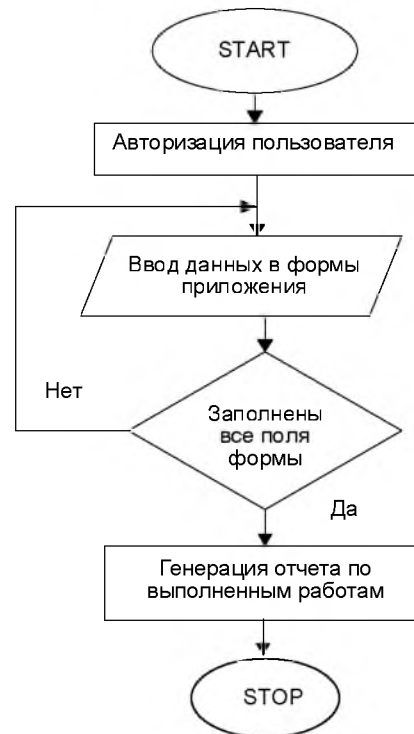 START
Авторизация пользователя
Ввод данных в формы
приложения
Нет
Заполнены
все поля
формы
Да
Генерация отчета по
выполненным работам
STOP